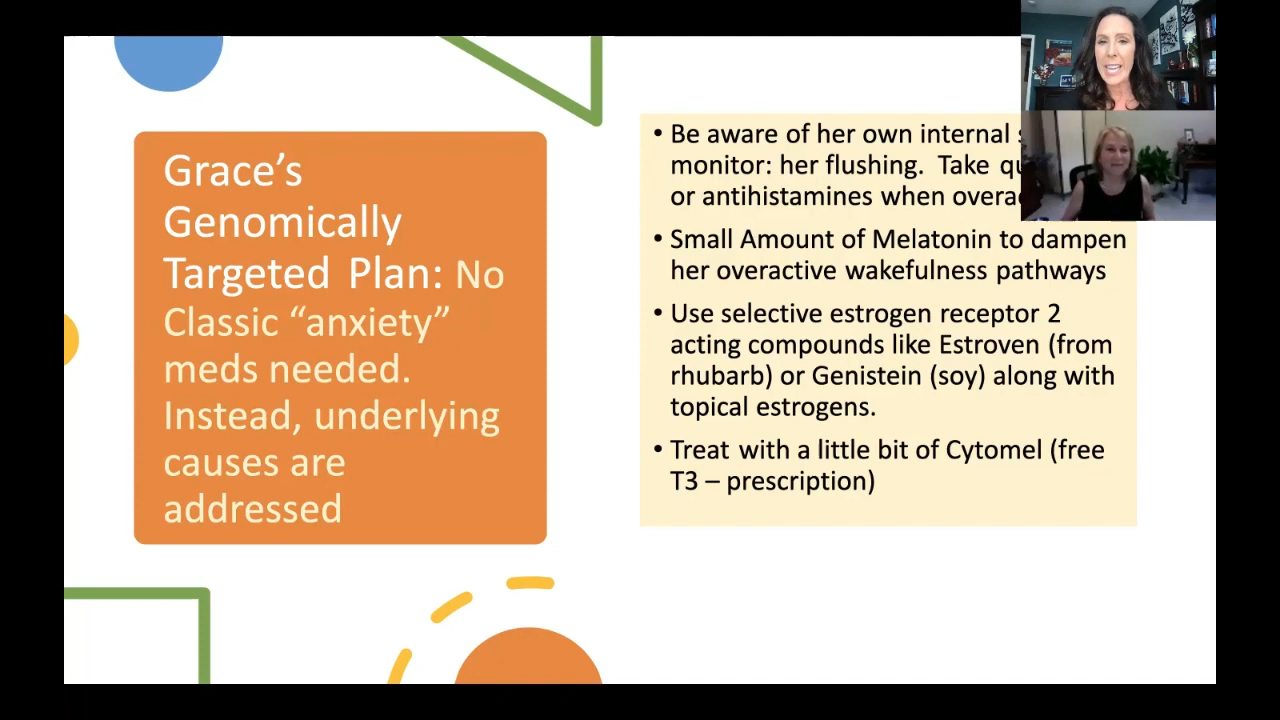 Grace's
Genomically
Targeted Plan: No
Classic “anxiety”
meds needed.
Instead, underlying
causes are
addressed
• Be aware of her own internal
monitor: her flushing. Take
or antihistamines when
• Small Amount of Melatonin to dampen
her overactive wakefulness pathways
• Use selective estrogen receptor 2
acting compounds like Estroven (from
rhubarb) or Genistein (soy) along with
topical estrogens.
• Treat with a little bit of Cytomel (free
T3 – prescription)